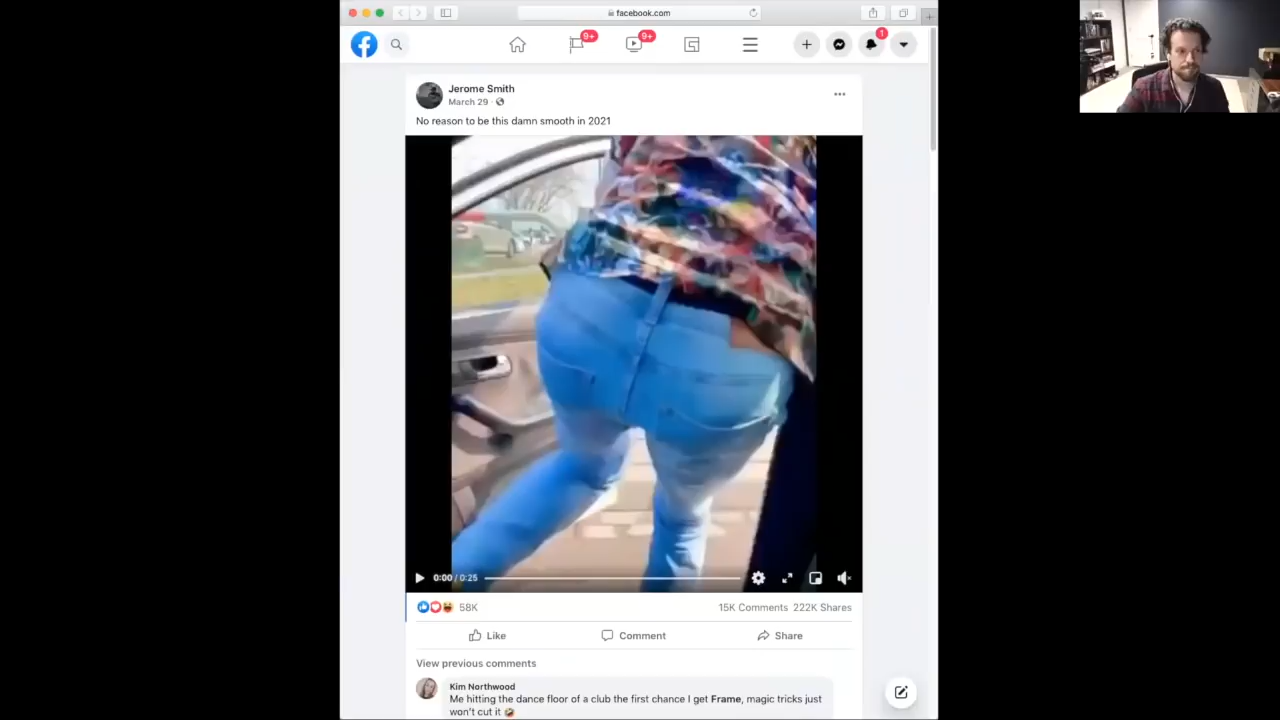 facebook.com
9+
9+
1
Jerome Smith
March 29 ·
No reason to be this damn smooth in 2021
0:00 / 0:25
58K
15K Comments 222K Shares
Like
Comment
Share
View previous comments
Kim Northwood
Me hitting the dance floor of a club the first chance I get Frame, magic tricks just
won't cut it 🤣